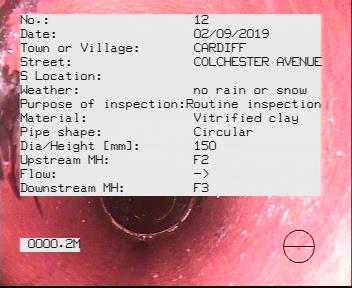 No.: 12
Date: 02/09/2019
Town or Village: CARDIFF
Street: COLCHESTER AVENUE
S Location:
Weather: no rain or snow
Purpose of inspection:Routine inspection
Material: Vitrified clay
Pipe shape: Circular
Dia/Height [mm]: 150
Upstream MH: F2
Flow: ->
Downstream MH: F3
0000.2M